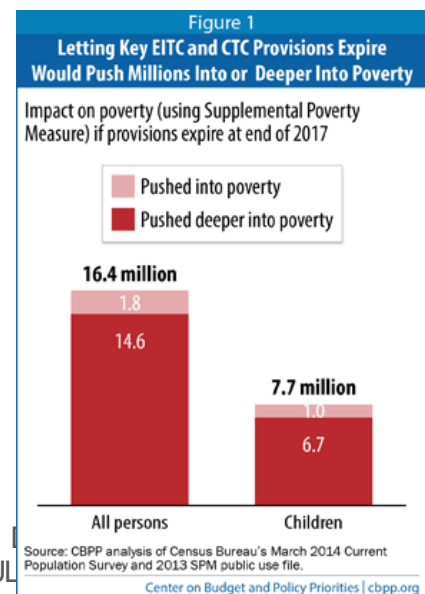 Figure 1
Letting Key EITC and CTC Provisions Expire
Would Push Millions Into or Deeper Into Poverty
Impact on poverty (using Supplemental Poverty
Measure) if provisions expire at end of 2017
Pushed into poverty
Pushed deeper into poverty
16.4 million
1.8
14.6
7.7 million
1.0
6.7
All persons
Children
Source: CBPP analysis of Census Bureau's March 2014 Current
Population Survey and 2013 SPM public use file.
Center on Budget and Policy Priorities | cbpp.org